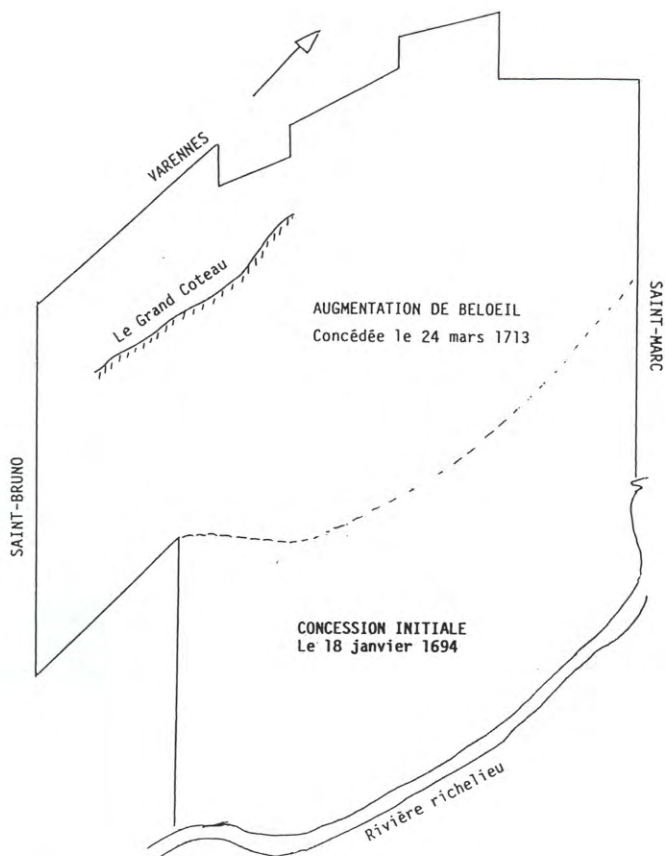 VARENNES
Le Grand Coteau
AUGMENTATION DE BELOEIL
Concédée le 24 mars 1713
SAINT-MARC
SAINT-BRUNO
CONCESSION INITIALE
Le 18 janvier 1694
Rivière richelieu